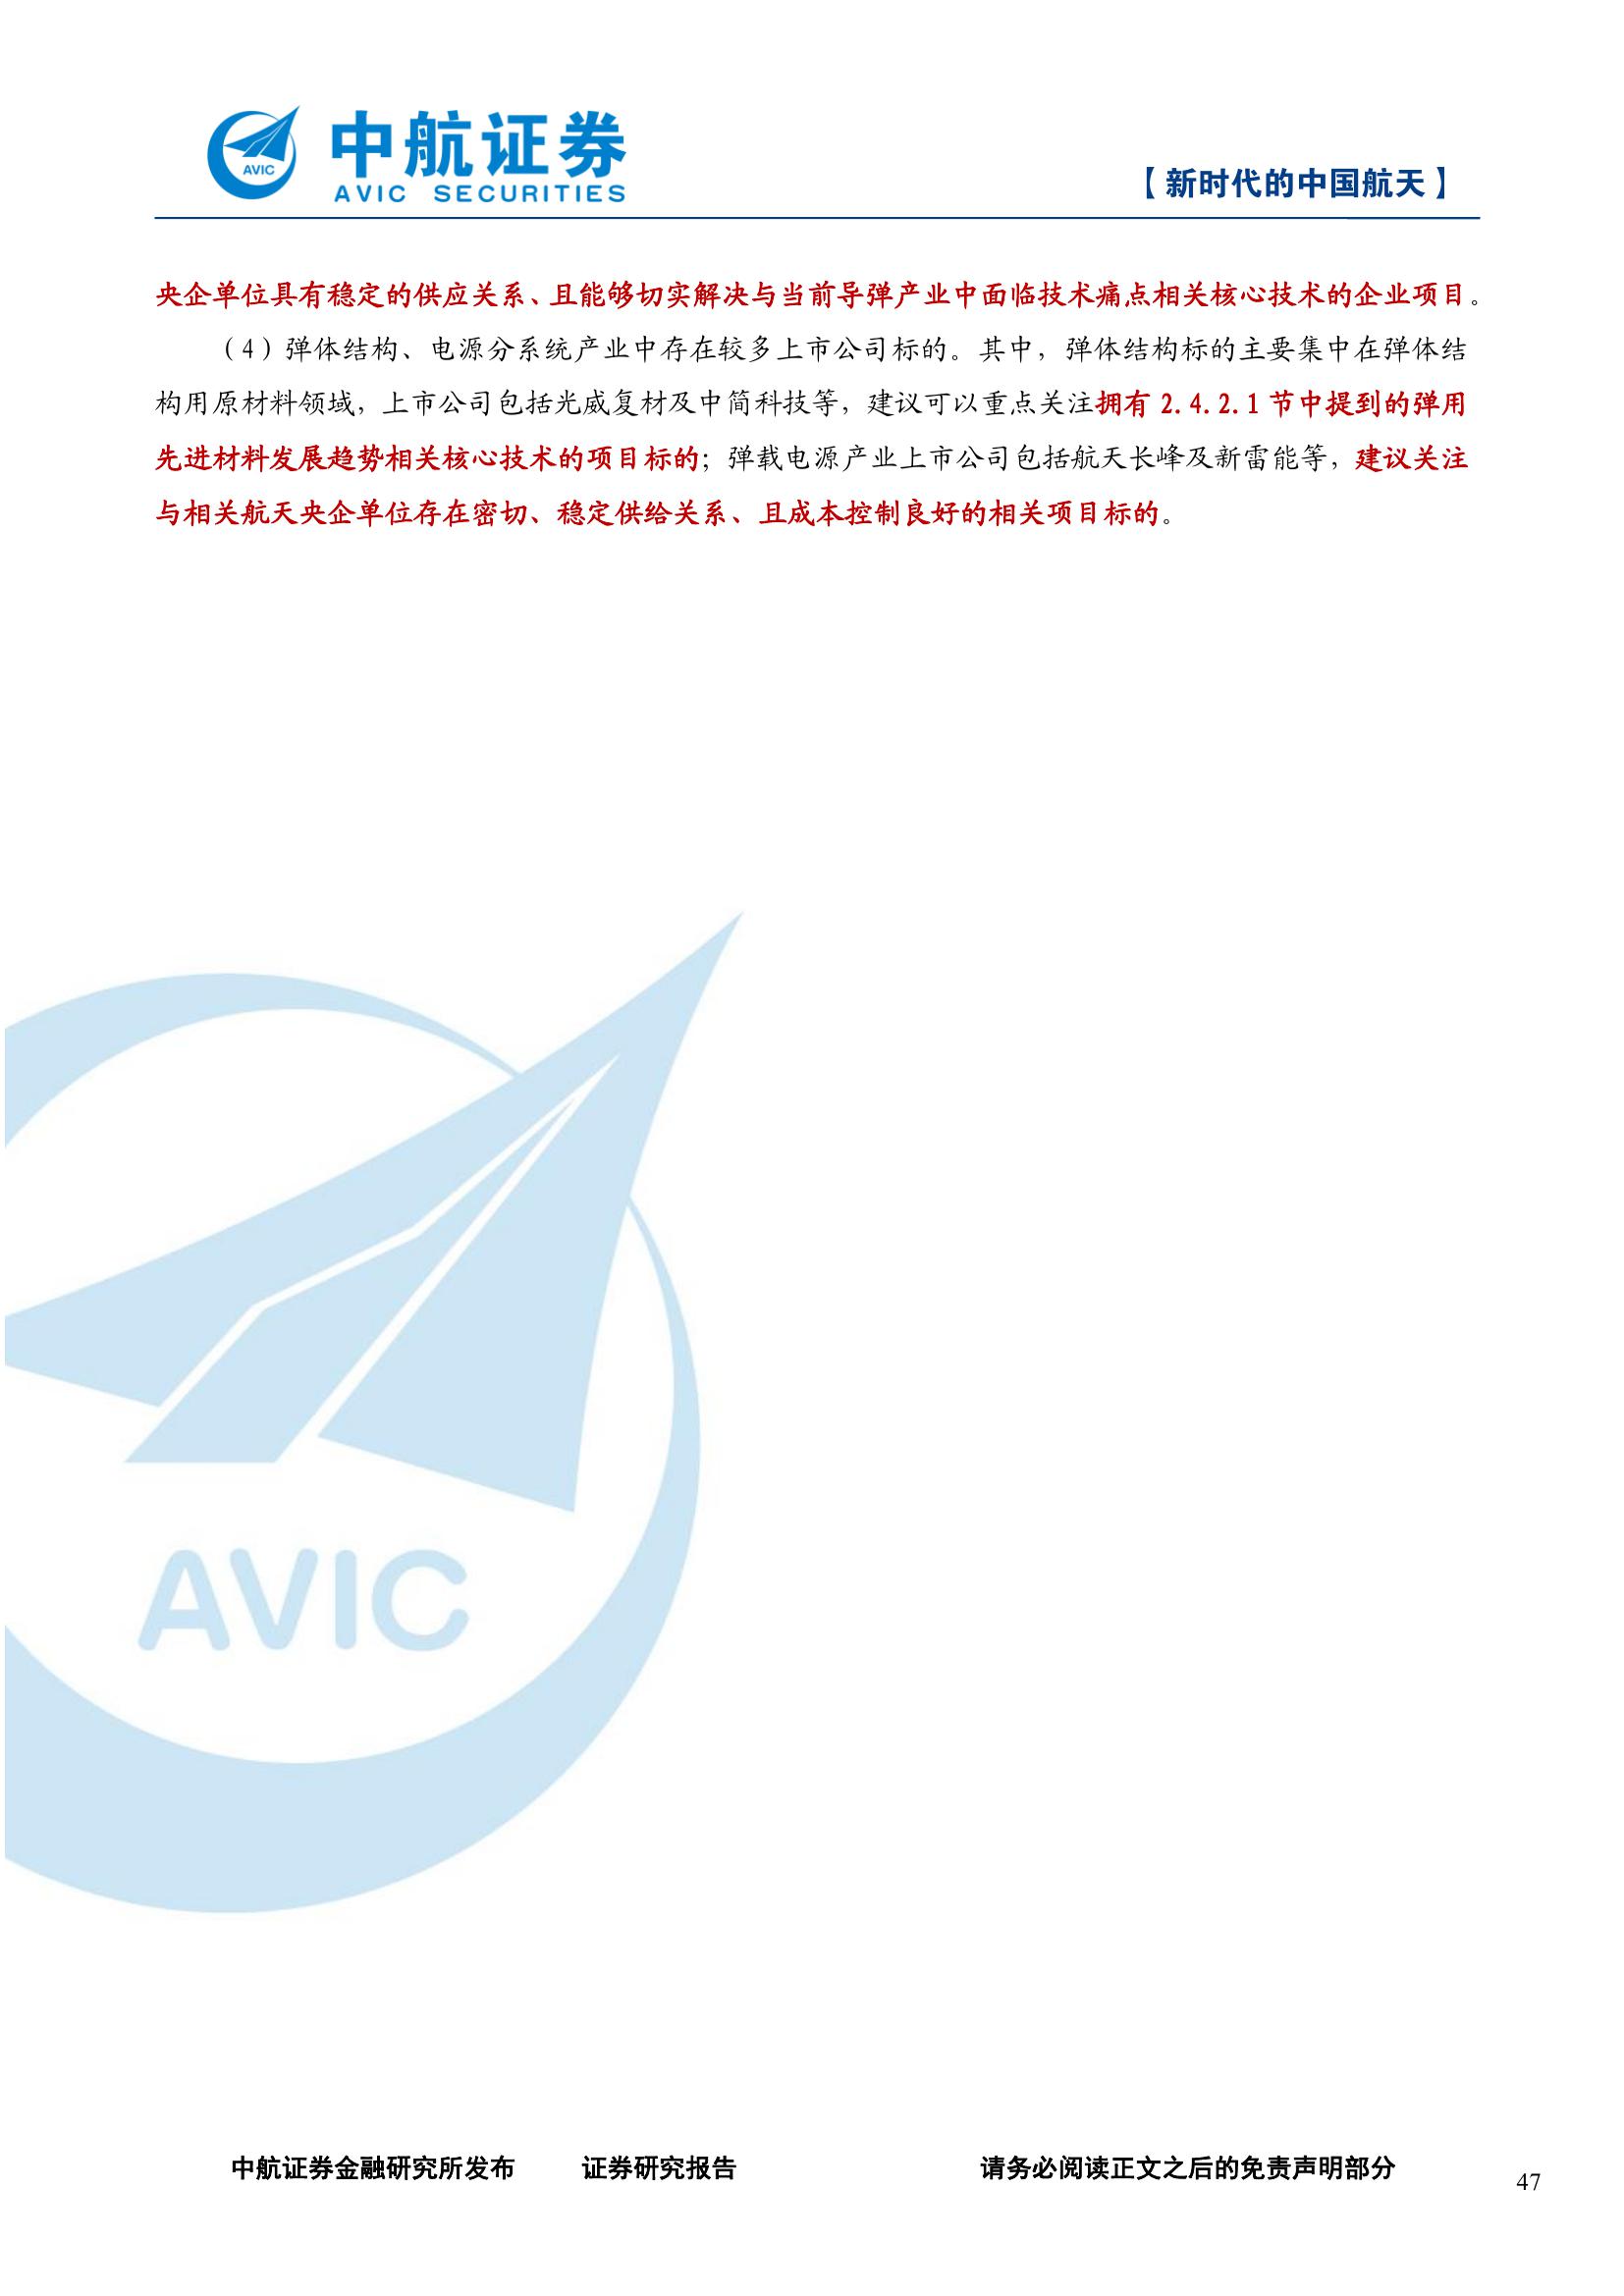 AVIC
中航证券
AVIC SECURITIES
【新时代的中国航天】
央企单位具有稳定的供应关系、且能够切实解决与当前导弹产业中面临技术痛点相关核心技术的企业项目。
（4）弹体结构、电源分系统产业中存在较多上市公司标的。其中，弹体结构标的主要集中在弹体结
构用原材料领域，上市公司包括光威复材及中简科技等，建议可以重点关注拥有 2.4.2.1 节中提到的弹用
先进材料发展趋势相关核心技术的项目标的；弹载电源产业上市公司包括航天长峰及新雷能等，建议关注
与相关航天央企单位存在密切、稳定供给关系、且成本控制良好的相关项目标的。
AVIC
中航证券金融研究所发布 证券研究报告 请务必阅读正文之后的免责声明部分
47